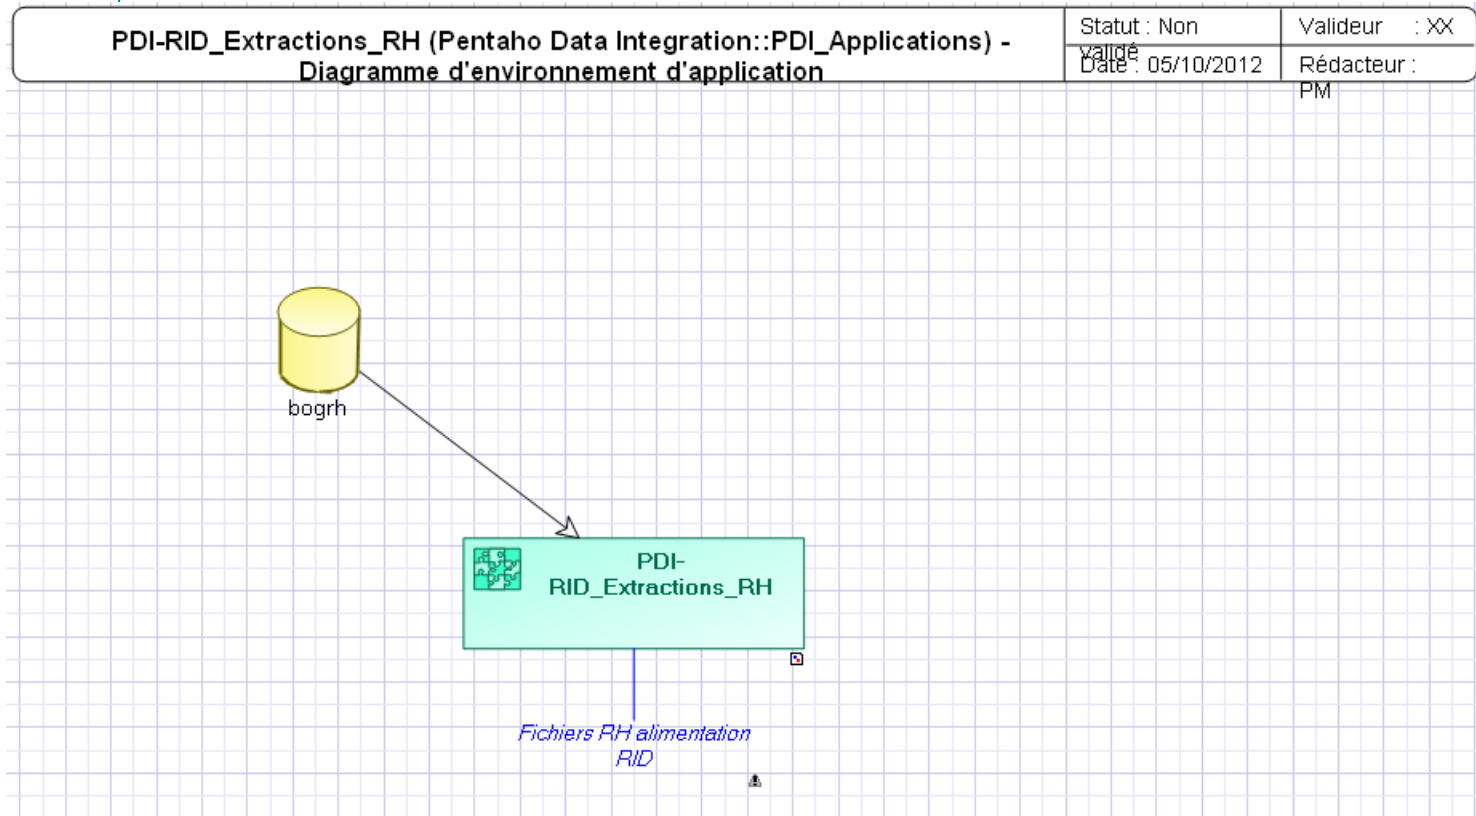 PDI-RID_Extractions_RH (Pentaho Data Integration::PDI_Applications) -
Diagramme d'environnement d'application
Statut : Non
validé
Date : 05/10/2012
Valideur : XX
Rédacteur :
PM
bogrh
PDI-
RID_Extractions_RH
Fichiers RH alimentation
RID